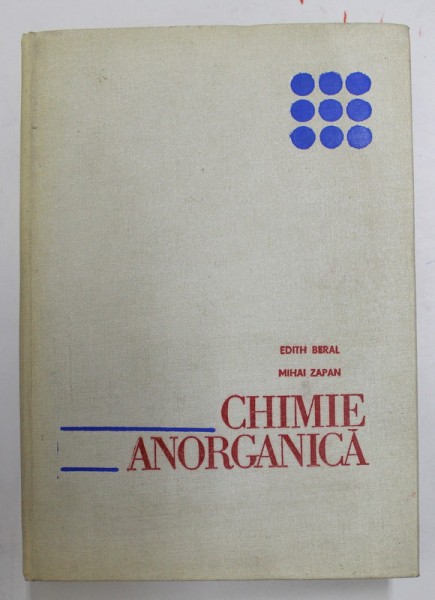 EDITH BERAL
MIHAI ZAPAN
CHIMIE
ANORGANICĂ